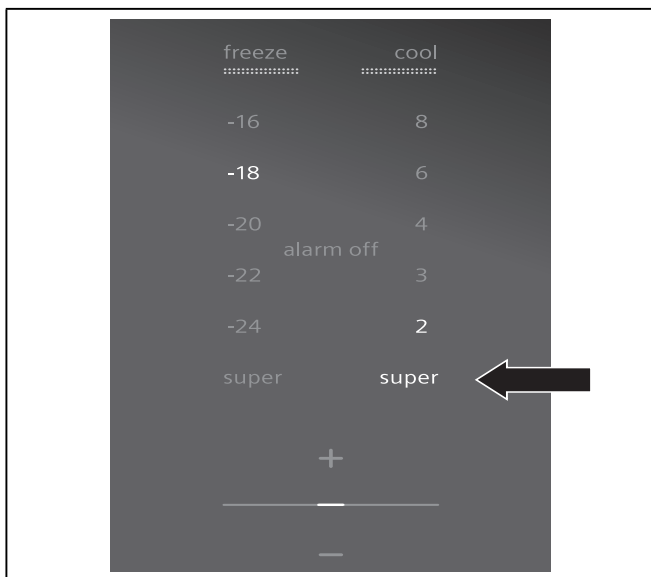 freeze cool
-16 8
-18 6
-20 4
alarm off
-22 3
-24 2
super super
+
–